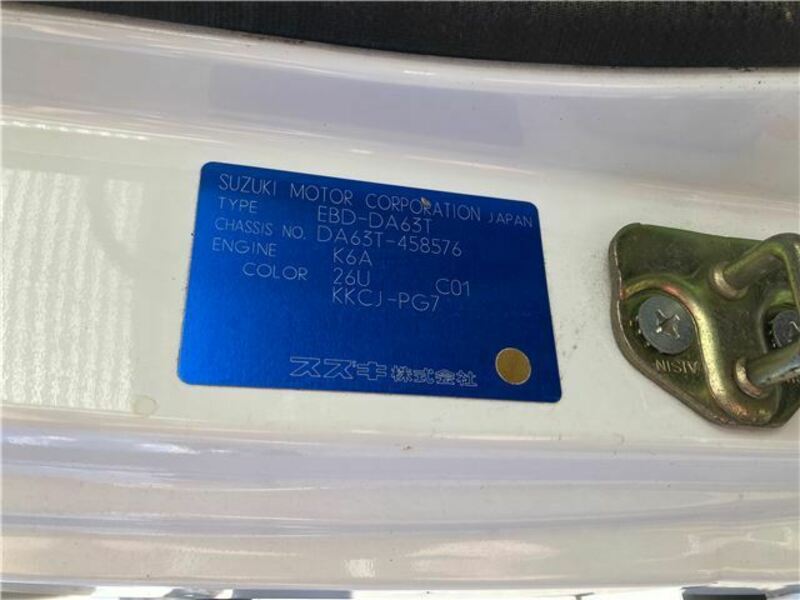 SUZUKI MOTOR CORPORATION JAPAN
TYPE EBD-DA63T
CHASSIS NO. DA63T-458576
ENGINE K6A
COLOR 26U C01
KKCJ-PG7
スズキ株式会社
AISIN